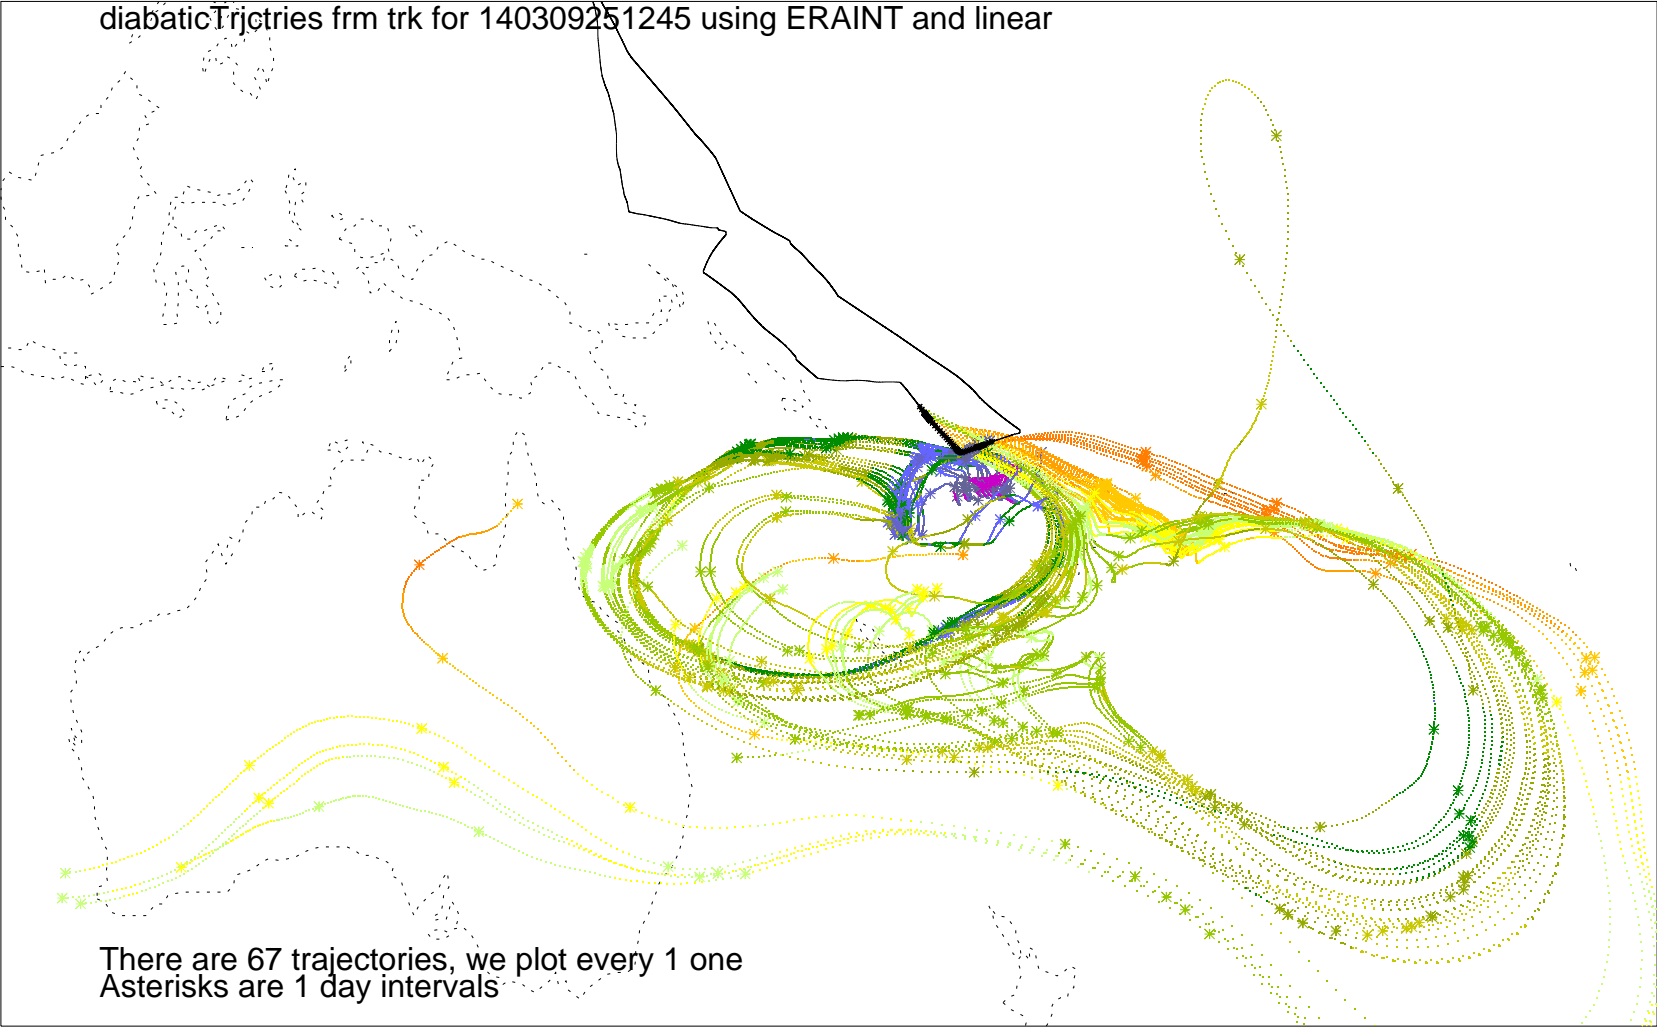 diabaticTrjctries frm trk for 140309251245 using ERAINT and linear
There are 67 trajectories, we plot every 1 one
Asterisks are 1 day intervals